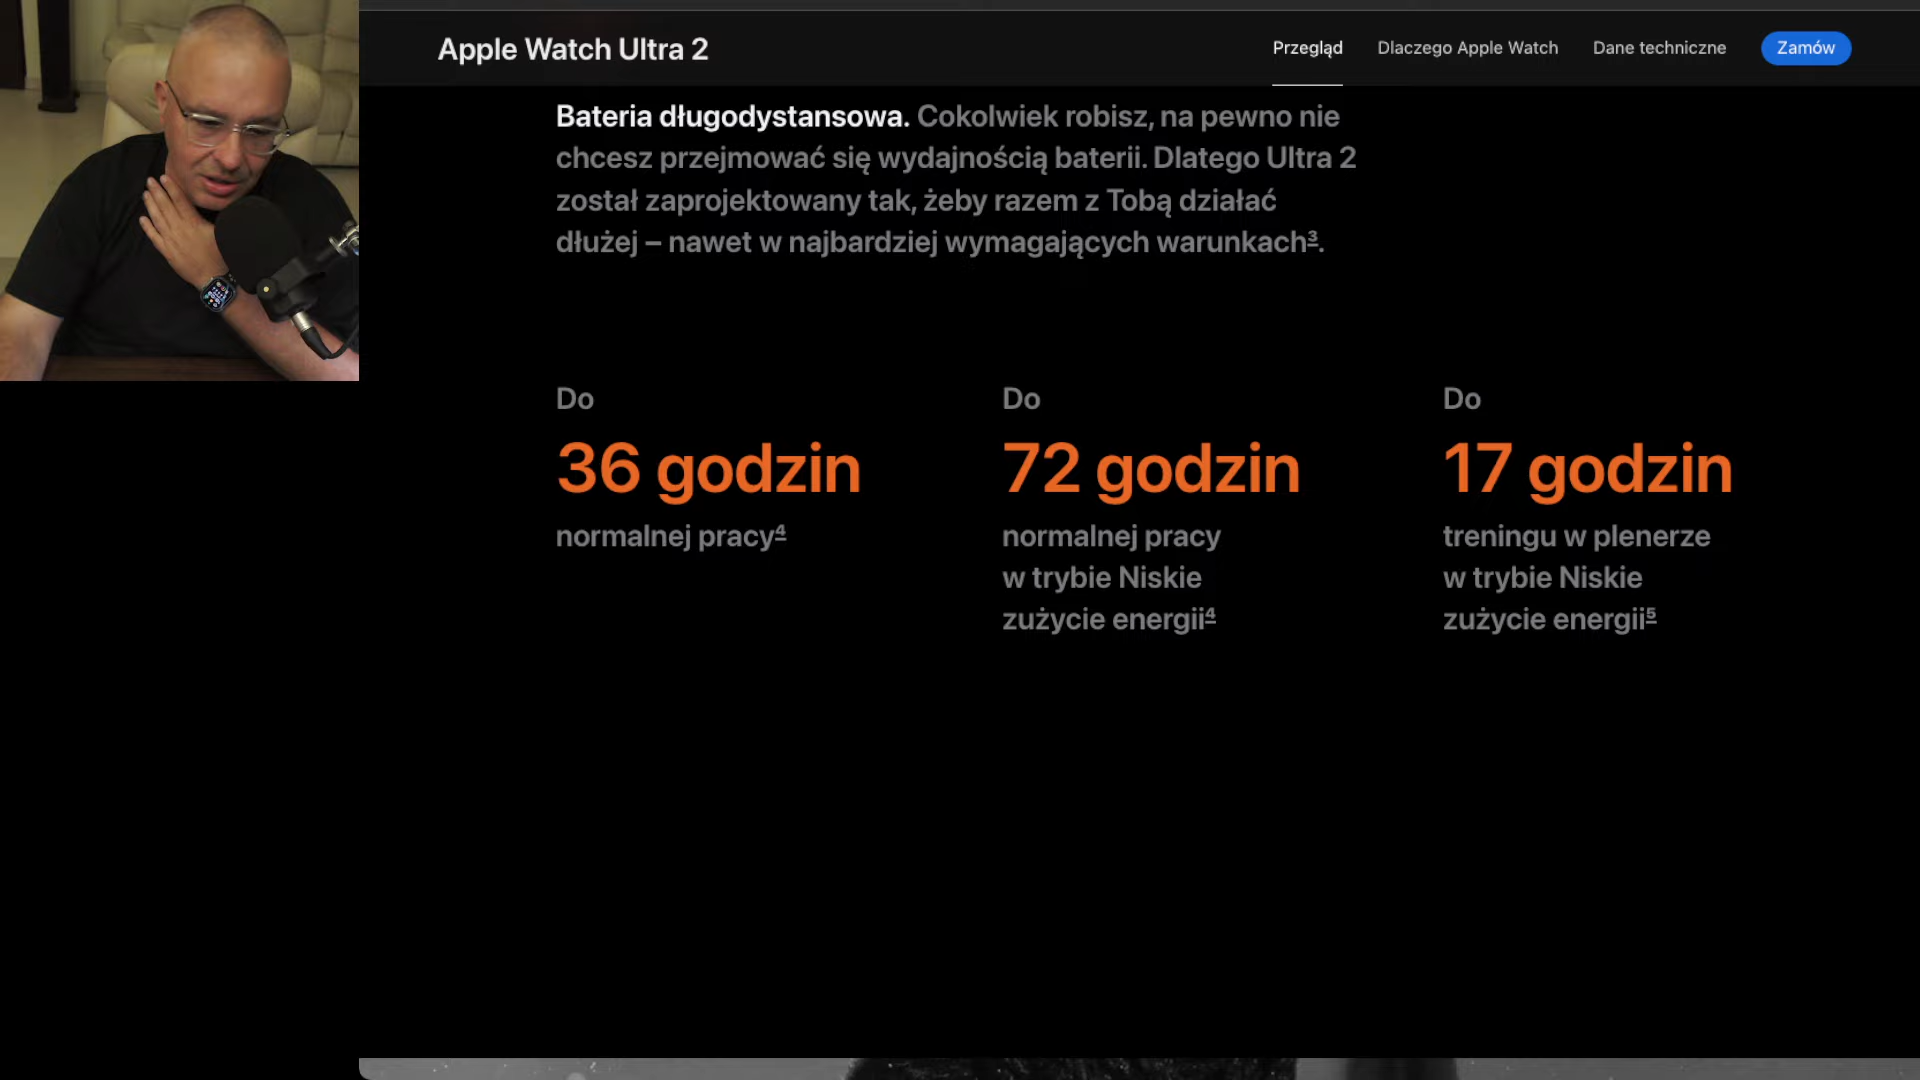 Apple Watch Ultra 2
Przegląd
Dlaczego Apple Watch
Dane techniczne
Zamów
Bateria długodystansowa. Cokolwiek robisz, na pewno nie
chcesz przejmować się wydajnością baterii. Dlatego Ultra 2
został zaprojektowany tak, żeby razem z Tobą działać
dłużej – nawet w najbardziej wymagających warunkach³.
Do
36 godzin
normalnej pracy⁴
Do
72 godzin
normalnej pracy
w trybie Niskie
zużycie energii⁴
Do
17 godzin
treningu w plenerze
w trybie Niskie
zużycie energii⁵